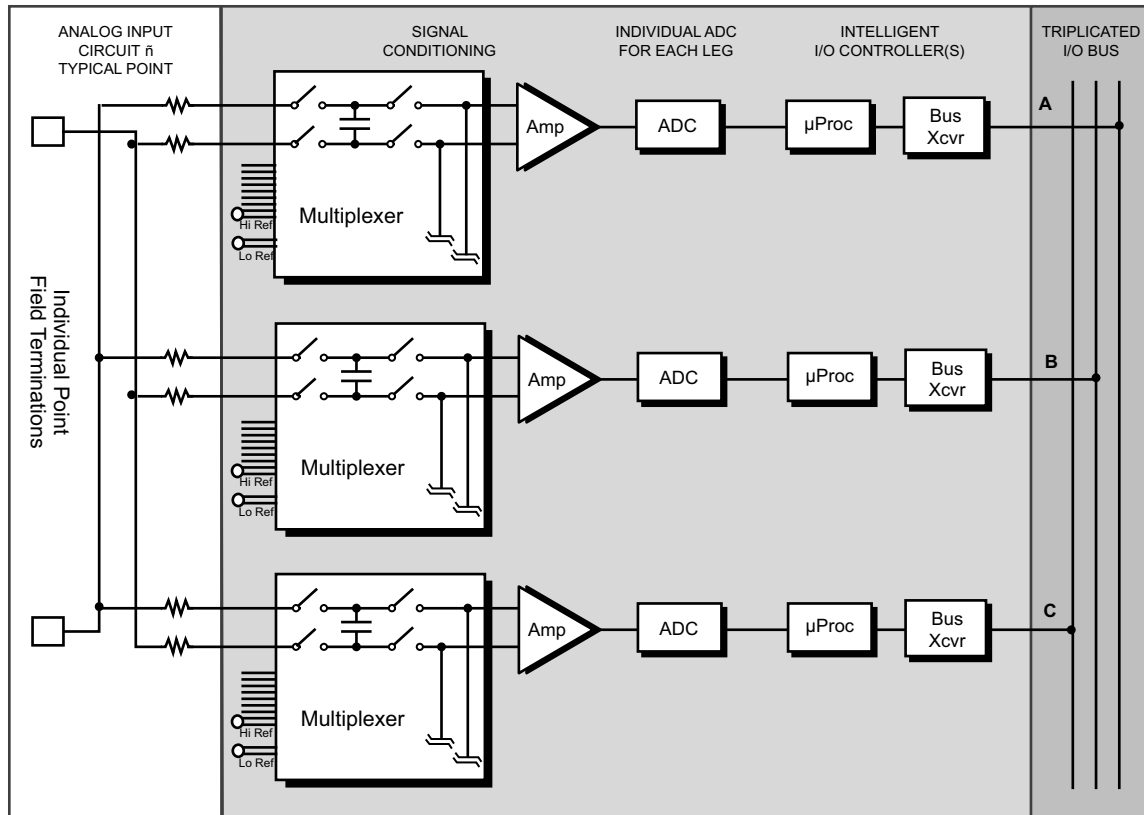 ANALOG INPUT
CIRCUIT ñ
TYPICAL POINT
SIGNAL
CONDITIONING
INDIVIDUAL ADC
FOR EACH LEG
INTELLIGENT
I/O CONTROLLER(S)
TRIPLICATED
I/O BUS
Individual Point
Field Terminations
Amp
ADC
µProc
Bus
Xcvr
A
Hi Ref
Lo Ref
Multiplexer
Amp
ADC
µProc
Bus
Xcvr
B
Hi Ref
Lo Ref
Multiplexer
Amp
ADC
µProc
Bus
Xcvr
C
Hi Ref
Lo Ref
Multiplexer